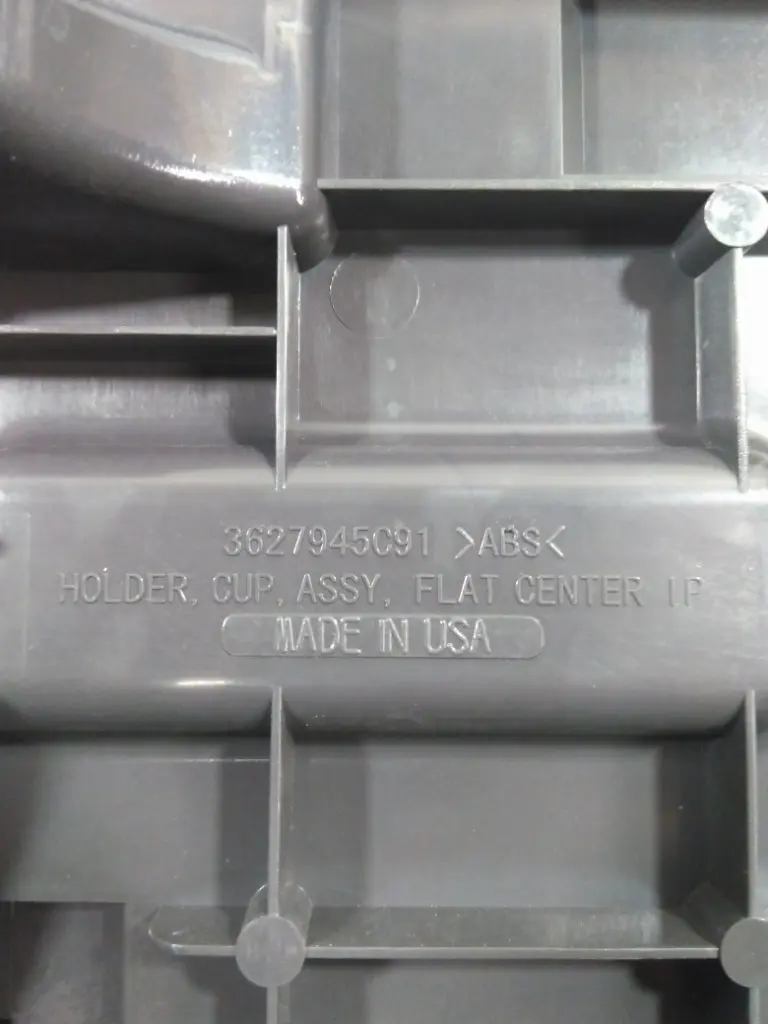 3627945C91 >ABS<
HOLDER, CUP, ASSY, FLAT CENTER IP
MADE IN USA